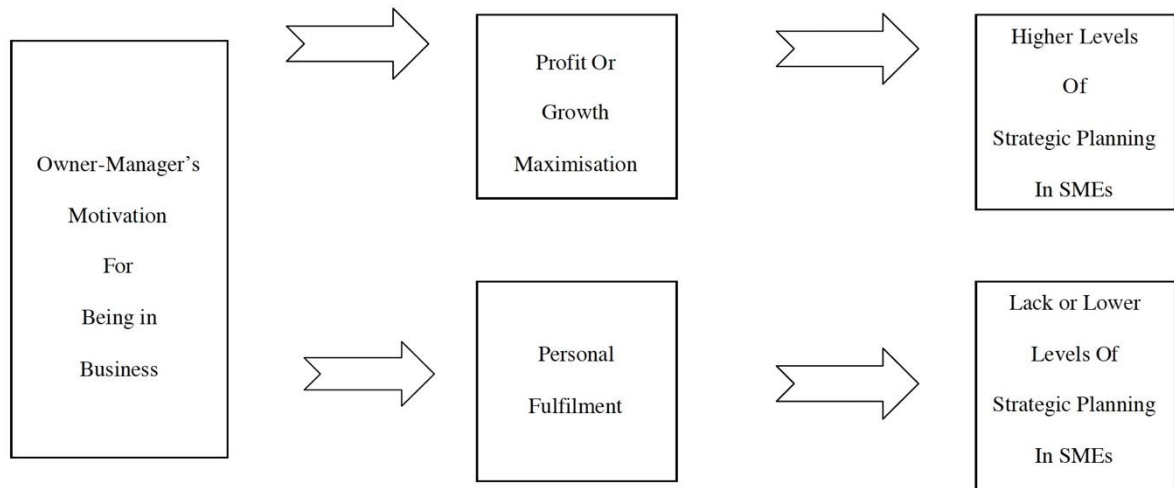 Owner-Manager’s
Motivation
For
Being in
Business
Profit Or
Growth
Maximisation
Higher Levels
Of
Strategic Planning
In SMEs
Personal
Fulfilment
Lack or Lower
Levels Of
Strategic Planning
In SMEs